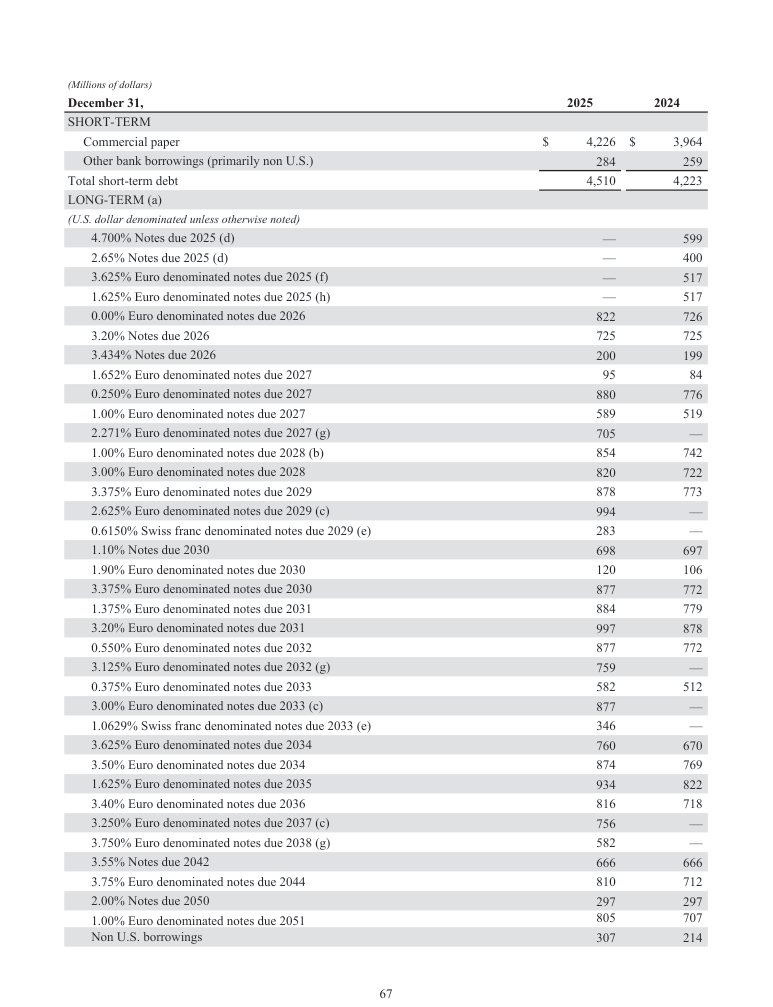 (Millions of dollars)
December 31, 2025 2024
SHORT-TERM
Commercial paper $ 4,226 $ 3,964
Other bank borrowings (primarily non U.S.) 284 259
Total short-term debt 4,510 4,223
LONG-TERM (a)
(U.S. dollar denominated unless otherwise noted)
4.700% Notes due 2025 (d) — 599
2.65% Notes due 2025 (d) — 400
3.625% Euro denominated notes due 2025 (f) — 517
1.625% Euro denominated notes due 2025 (h) — 517
0.00% Euro denominated notes due 2026 822 726
3.20% Notes due 2026 725 725
3.434% Notes due 2026 200 199
1.652% Euro denominated notes due 2027 95 84
0.250% Euro denominated notes due 2027 880 776
1.00% Euro denominated notes due 2027 589 519
2.271% Euro denominated notes due 2027 (g) 705 —
1.00% Euro denominated notes due 2028 (b) 854 742
3.00% Euro denominated notes due 2028 820 722
3.375% Euro denominated notes due 2029 878 773
2.625% Euro denominated notes due 2029 (c) 994 —
0.6150% Swiss franc denominated notes due 2029 (e) 283 —
1.10% Notes due 2030 698 697
1.90% Euro denominated notes due 2030 120 106
3.375% Euro denominated notes due 2030 877 772
1.375% Euro denominated notes due 2031 884 779
3.20% Euro denominated notes due 2031 997 878
0.550% Euro denominated notes due 2032 877 772
3.125% Euro denominated notes due 2032 (g) 759 —
0.375% Euro denominated notes due 2033 582 512
3.00% Euro denominated notes due 2033 (c) 877 —
1.0629% Swiss franc denominated notes due 2033 (e) 346 —
3.625% Euro denominated notes due 2034 760 670
3.50% Euro denominated notes due 2034 874 769
1.625% Euro denominated notes due 2035 934 822
3.40% Euro denominated notes due 2036 816 718
3.250% Euro denominated notes due 2037 (c) 756 —
3.750% Euro denominated notes due 2038 (g) 582 —
3.55% Notes due 2042 666 666
3.75% Euro denominated notes due 2044 810 712
2.00% Notes due 2050 297 297
1.00% Euro denominated notes due 2051 805 707
Non U.S. borrowings 307 214
67